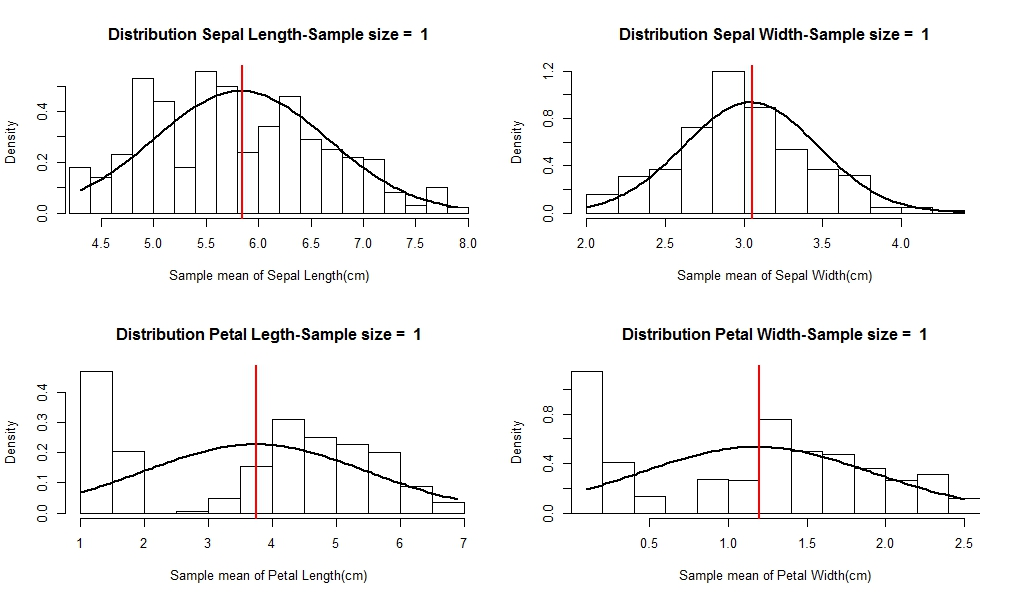 Distribution Sepal Length-Sample size =  1
Density
0.0 0.2 0.4
4.5 5.0 5.5 6.0 6.5 7.0 7.5 8.0
Sample mean of Sepal Length(cm)
Distribution Sepal Width-Sample size =  1
Density
0.0 0.4 0.8 1.2
2.0 2.5 3.0 3.5 4.0
Sample mean of Sepal Width(cm)
Distribution Petal Legth-Sample size =  1
Density
0.0 0.1 0.2 0.3 0.4
1 2 3 4 5 6 7
Sample mean of Petal Length(cm)
Distribution Petal Width-Sample size =  1
Density
0.0 0.4 0.8
0.5 1.0 1.5 2.0 2.5
Sample mean of Petal Width(cm)